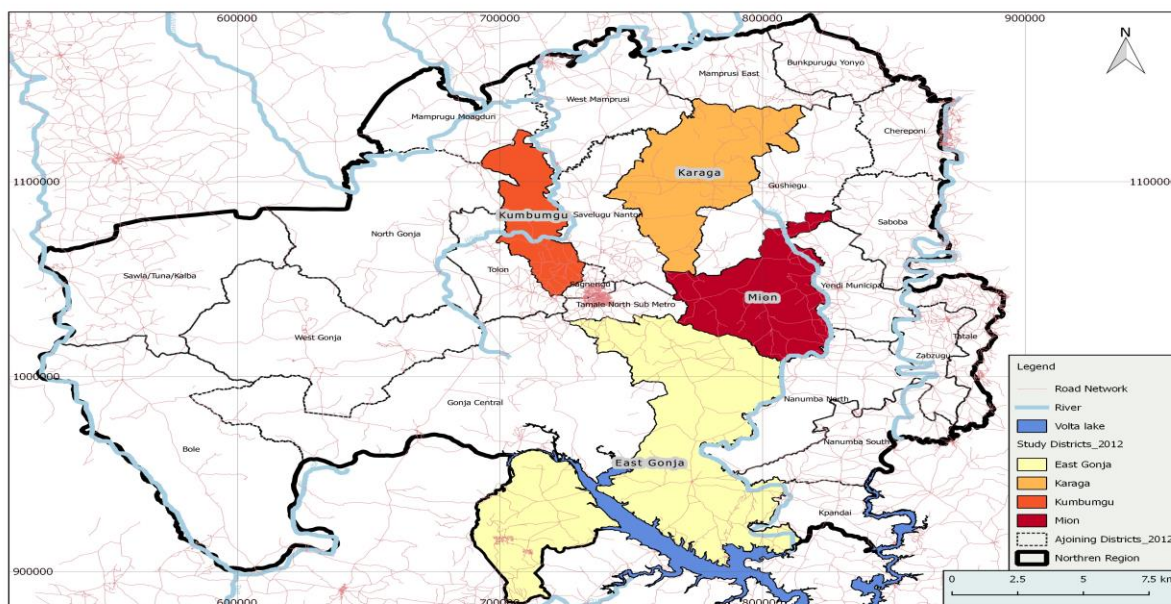 600000 700000 800000 900000
N
Bunkpurugu Yonyo
Mamprusi East
West Mamprusi
Mamprugu Moagdun
Chereponi
Karaga
1100000
110000
Gushiegu
Kumbumgu
Savelugu Nanton
Saboba
North Gonja
Sawla/Tuna/Kalba
Tolon
Yendi Municipal
Mion
Tamale North Sub Metro
West Gonja
Tatale
Zabzugu
1000000
Gonja Central
Nanumba North
Nanumba South
Bole
East Gonja
Kpandai
900000
600000 700000 800000
Legend
Road Network
River
Volta lake
Study Districts_2012
East Gonja
Karaga
Kumbumgu
Mion
Ajoining Districts_2012
Northren Region
0 2.5 5 7.5 km